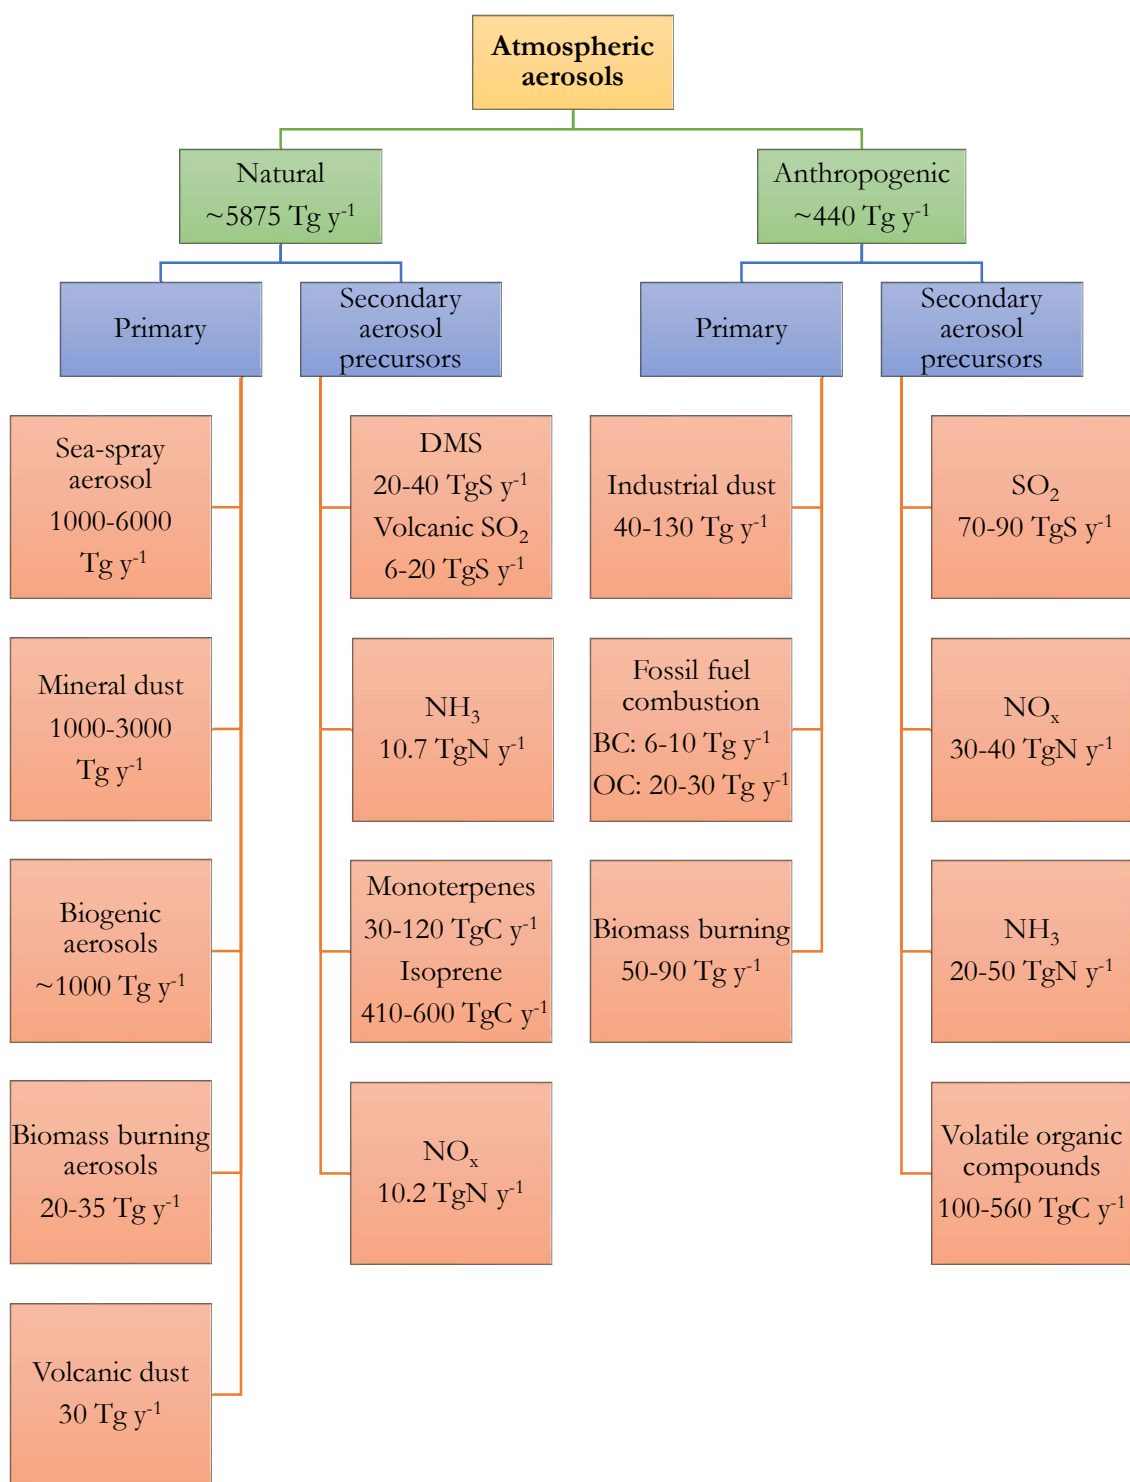 Atmospheric
aerosols
Natural
~5875 Tg y⁻¹
Anthropogenic
~440 Tg y⁻¹
Primary
Secondary
aerosol
precursors
Primary
Secondary
aerosol
precursors
Sea-spray
aerosol
1000-6000
Tg y⁻¹
DMS
20-40 TgS y⁻¹
Volcanic SO₂
6-20 TgS y⁻¹
Industrial dust
40-130 Tg y⁻¹
SO₂
70-90 TgS y⁻¹
Mineral dust
1000-3000
Tg y⁻¹
NH₃
10.7 TgN y⁻¹
Fossil fuel
combustion
BC: 6-10 Tg y⁻¹
OC: 20-30 Tg y⁻¹
NOₓ
30-40 TgN y⁻¹
Biogenic
aerosols
~1000 Tg y⁻¹
Monoterpenes
30-120 TgC y⁻¹
Isoprene
410-600 TgC y⁻¹
Biomass burning
50-90 Tg y⁻¹
NH₃
20-50 TgN y⁻¹
Biomass burning
aerosols
20-35 Tg y⁻¹
NOₓ
10.2 TgN y⁻¹
Volatile organic
compounds
100-560 TgC y⁻¹
Volcanic dust
30 Tg y⁻¹